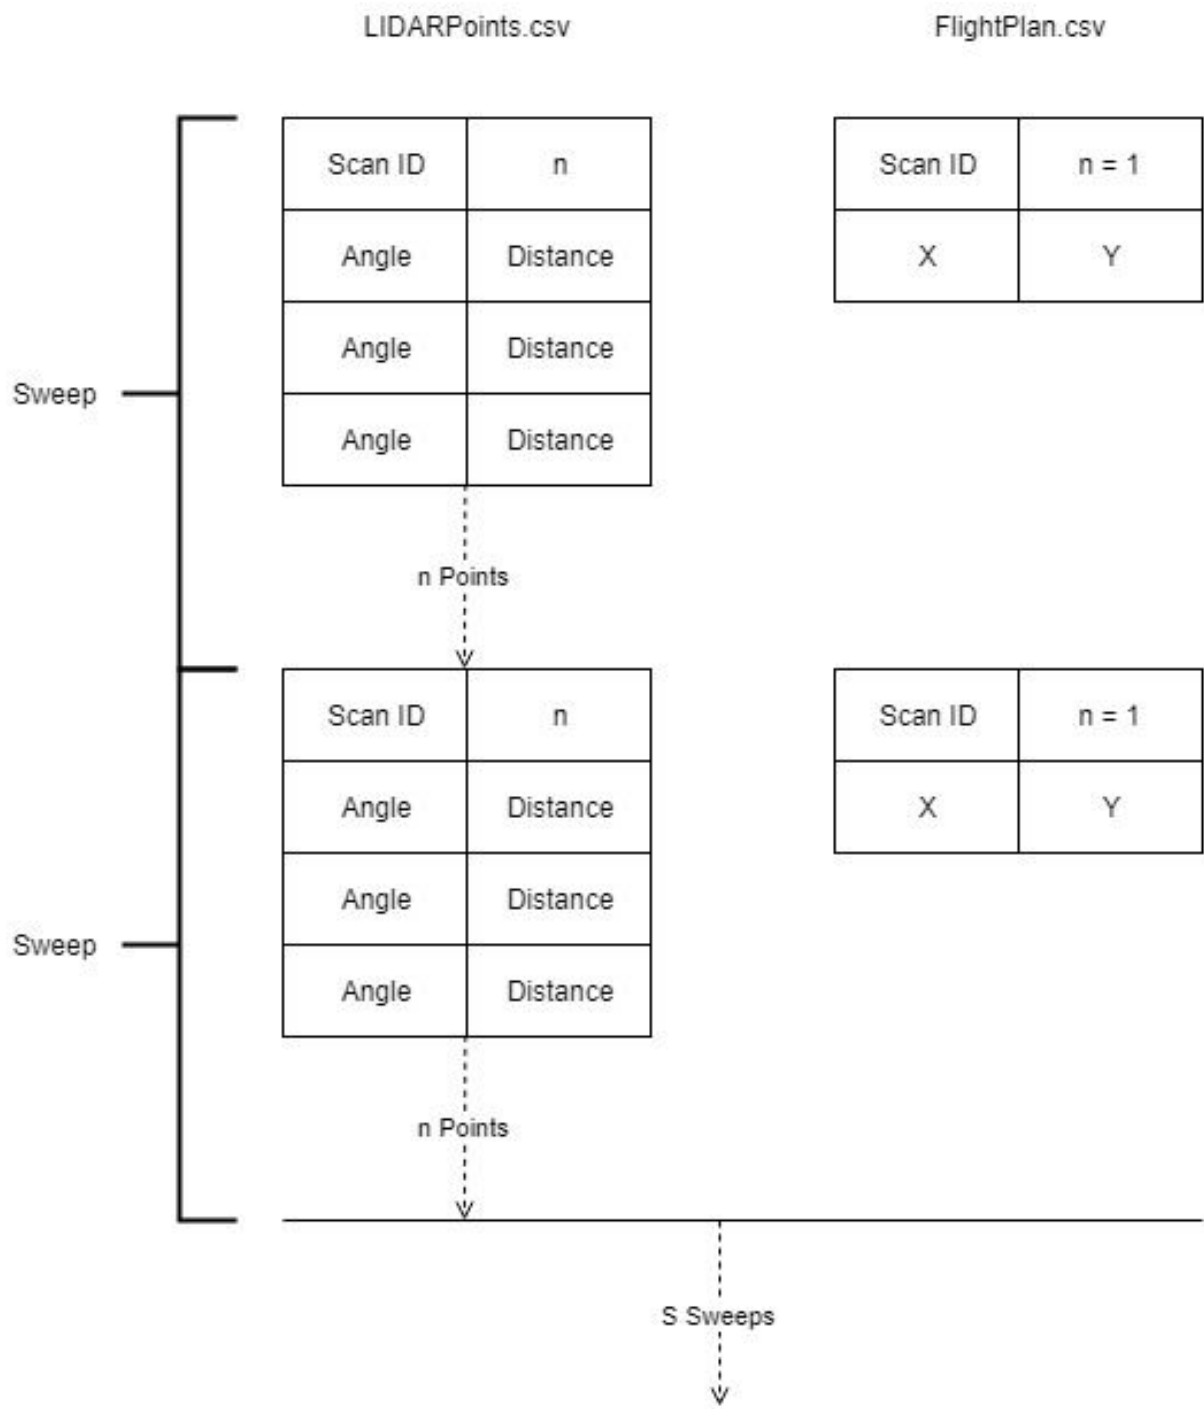 LIDARPoints.csv FlightPlan.csv
Scan ID n Scan ID n = 1
Angle Distance X Y
Angle Distance
Sweep
Angle Distance
n Points
Scan ID n Scan ID n = 1
Angle Distance X Y
Angle Distance
Sweep
Angle Distance
n Points
S Sweeps